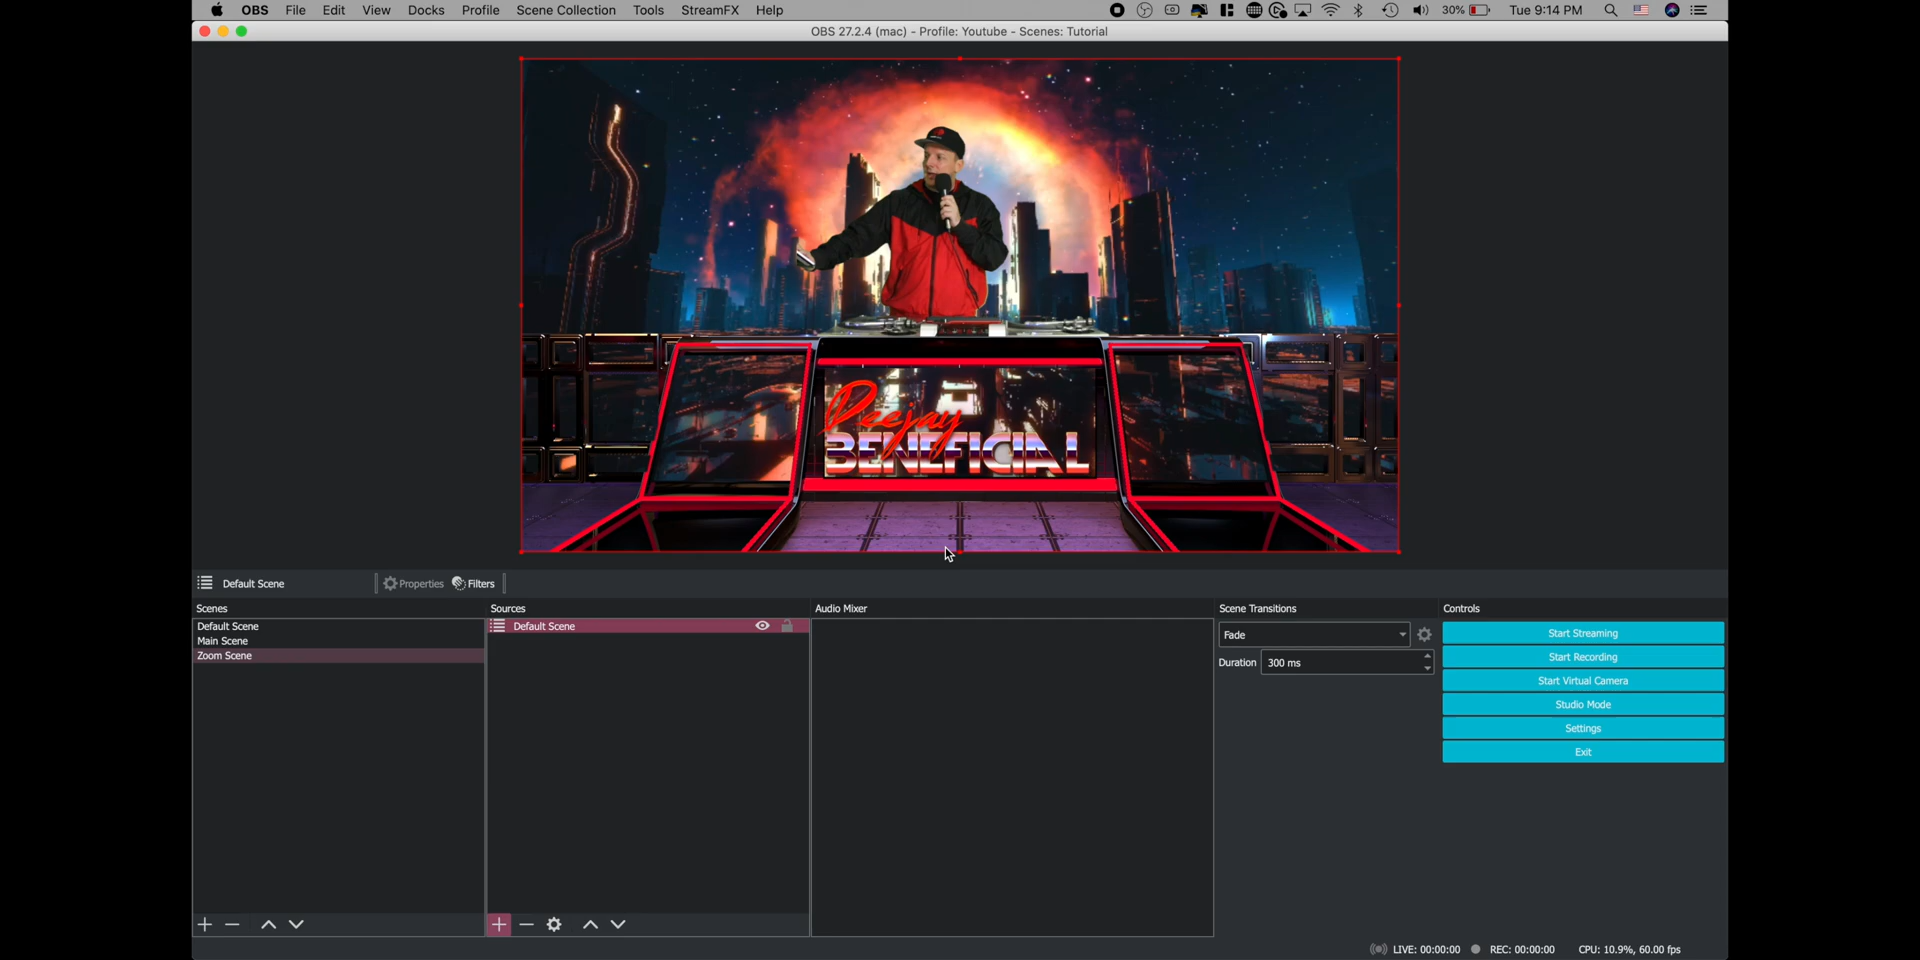 OBS File Edit View Docks Profile Scene Collection Tools StreamFX Help 30% Tue 9:14 PM
OBS 27.2.4 (mac) - Profile: Youtube - Scenes: Tutorial
Deejay
BENEFICIAL
Default Scene Properties Filters
Scenes Sources Audio Mixer Scene Transitions Controls
Default Scene Default Scene Fade Start Streaming
Main Scene Start Recording
Zoom Scene Duration 300 ms Start Virtual Camera
Studio Mode
Settings
Exit
LIVE: 00:00:00 REC: 00:00:00 CPU: 10.9%, 60.00 fps